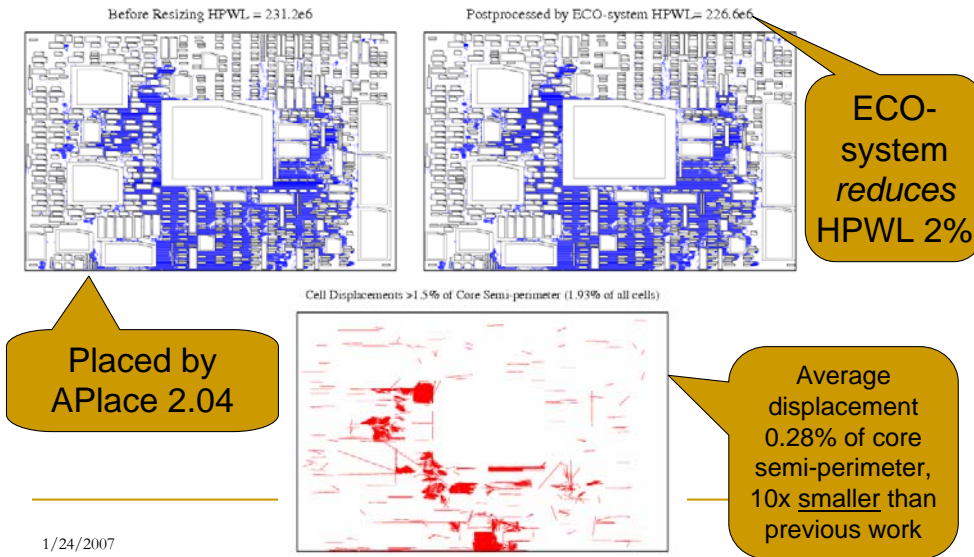 Before Resizing HPWL = 231.2e6
Postprocessed by ECO-system HPWL= 226.6e6
ECO-
system
reduces
HPWL 2%
Placed by
APlace 2.04
Cell Displacements >1.5% of Core Semi-perimeter (1.93% of all cells)
Average
displacement
0.28% of core
semi-perimeter,
10x smaller than
previous work
1/24/2007